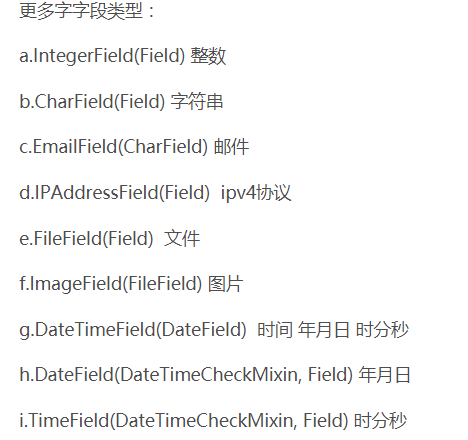 更多字字段类型：
a.IntegerField(Field) 整数
b.CharField(Field) 字符串
c.EmailField(CharField) 邮件
d.IPAddressField(Field)  ipv4协议
e.FileField(Field)  文件
f.ImageField(FileField) 图片
g.DateTimeField(DateField)  时间 年月日 时分秒
h.DateField(DateTimeCheckMixin, Field) 年月日
i.TimeField(DateTimeCheckMixin, Field) 时分秒